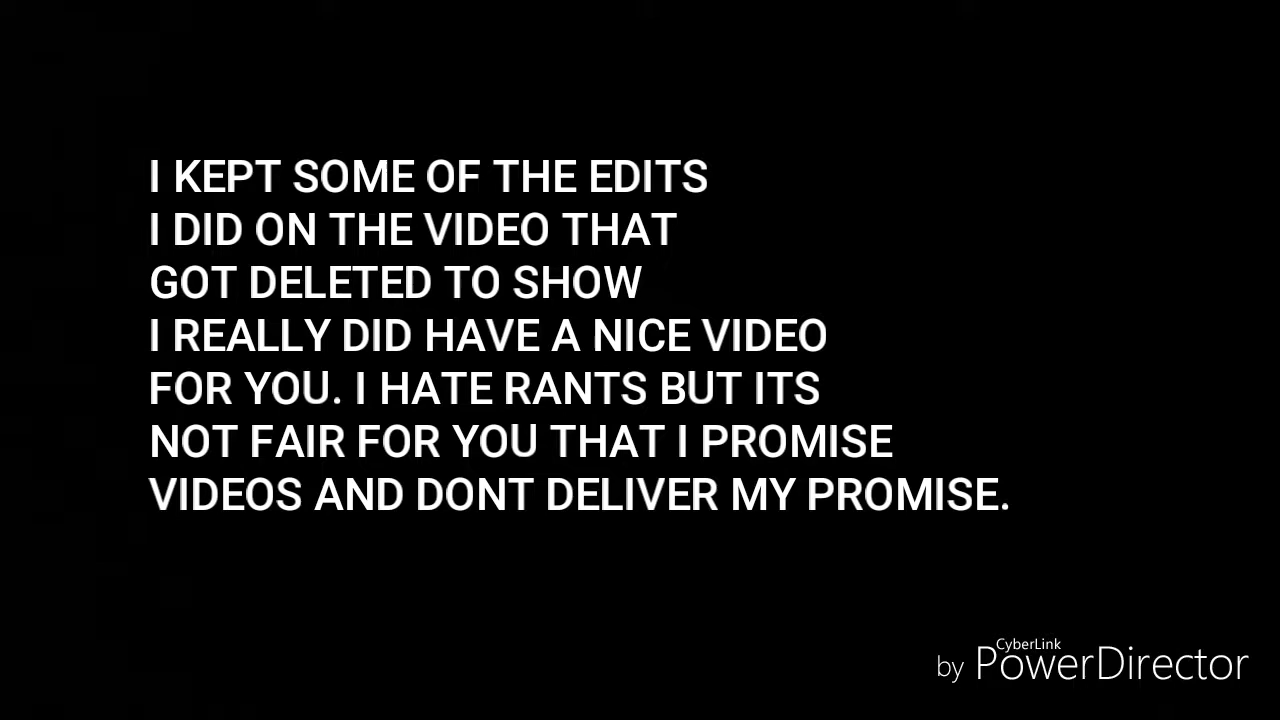 I KEPT SOME OF THE EDITS
I DID ON THE VIDEO THAT
GOT DELETED TO SHOW
I REALLY DID HAVE A NICE VIDEO
FOR YOU. I HATE RANTS BUT ITS
NOT FAIR FOR YOU THAT I PROMISE
VIDEOS AND DONT DELIVER MY PROMISE.
CyberLink
by PowerDirector